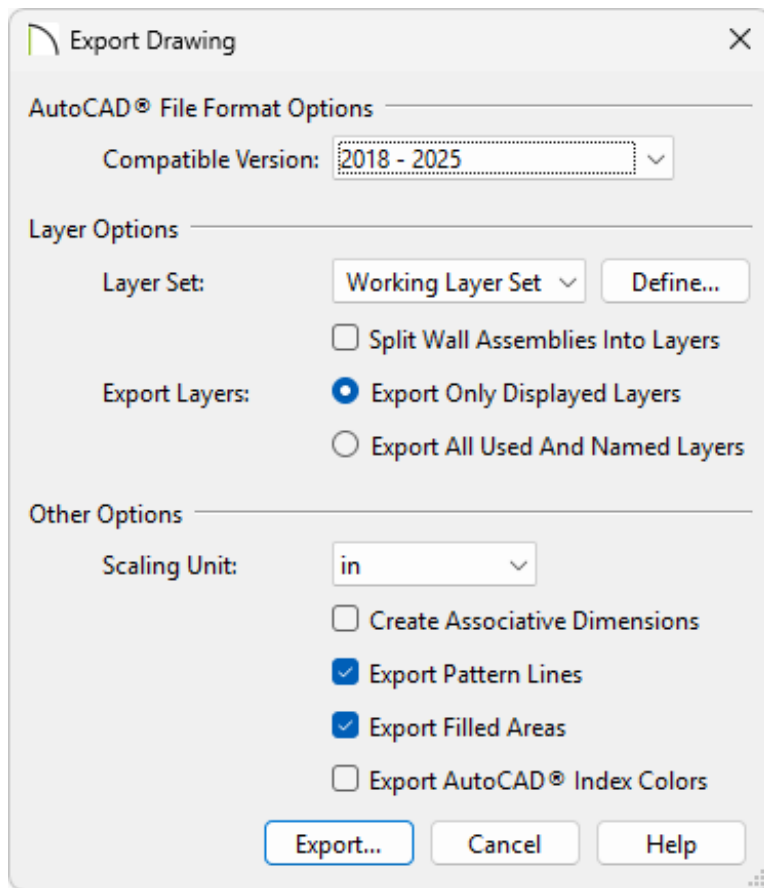 Export Drawing
AutoCAD® File Format Options
Compatible Version: 2018 - 2025
Layer Options
Layer Set: Working Layer Set Define...
Split Wall Assemblies Into Layers
Export Layers: Export Only Displayed Layers
Export All Used And Named Layers
Other Options
Scaling Unit: in
Create Associative Dimensions
Export Pattern Lines
Export Filled Areas
Export AutoCAD® Index Colors
Export... Cancel Help